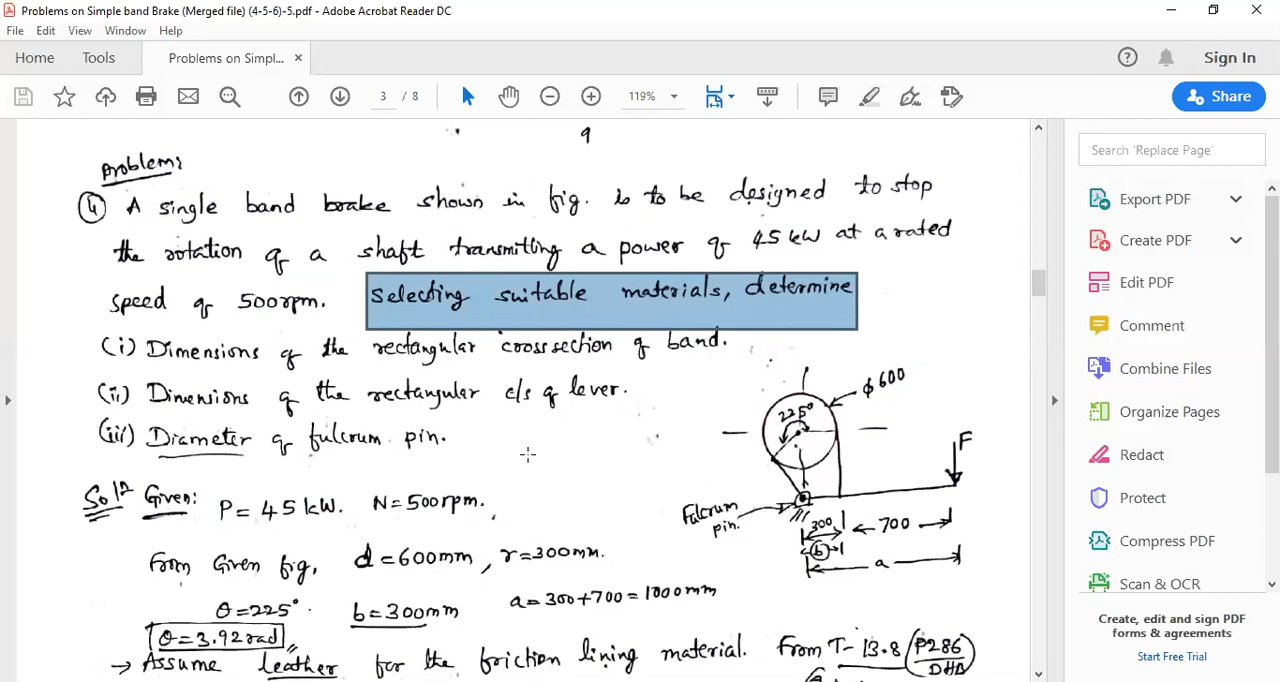 Problems on Simple band Brake (Merged file) (4-5-6)-5.pdf - Adobe Acrobat Reader DC
File Edit View Window Help
Home Tools Problems on Simpl... × Sign In
3 / 8 119% Share
9
Problem:
④ A single band brake shown in fig. is to be designed to stop
the rotation of a shaft transmitting a power of 45 kW at a rated
speed of 500rpm. Selecting suitable materials, determine
(i) Dimensions of the rectangular crosssection of band.
(ii) Dimensions of the rectangular c/s of lever.
(iii) Diameter of fulcrum pin.
ϕ600
225°
F
Fulcrum
pin.
300 700
b
a
Soln Given: P = 45 kW. N = 500rpm.
From Given fig, d = 600mm, r = 300mm.
θ = 225°. b = 300mm a = 300+700 = 1000mm
θ = 3.92 rad
→ Assume leather for the friction lining material. From T- 13.8 (P286/DHB)
Search 'Replace Page'
Export PDF
Create PDF
Edit PDF
Comment
Combine Files
Organize Pages
Redact
Protect
Compress PDF
Scan & OCR
Create, edit and sign PDF
forms & agreements
Start Free Trial